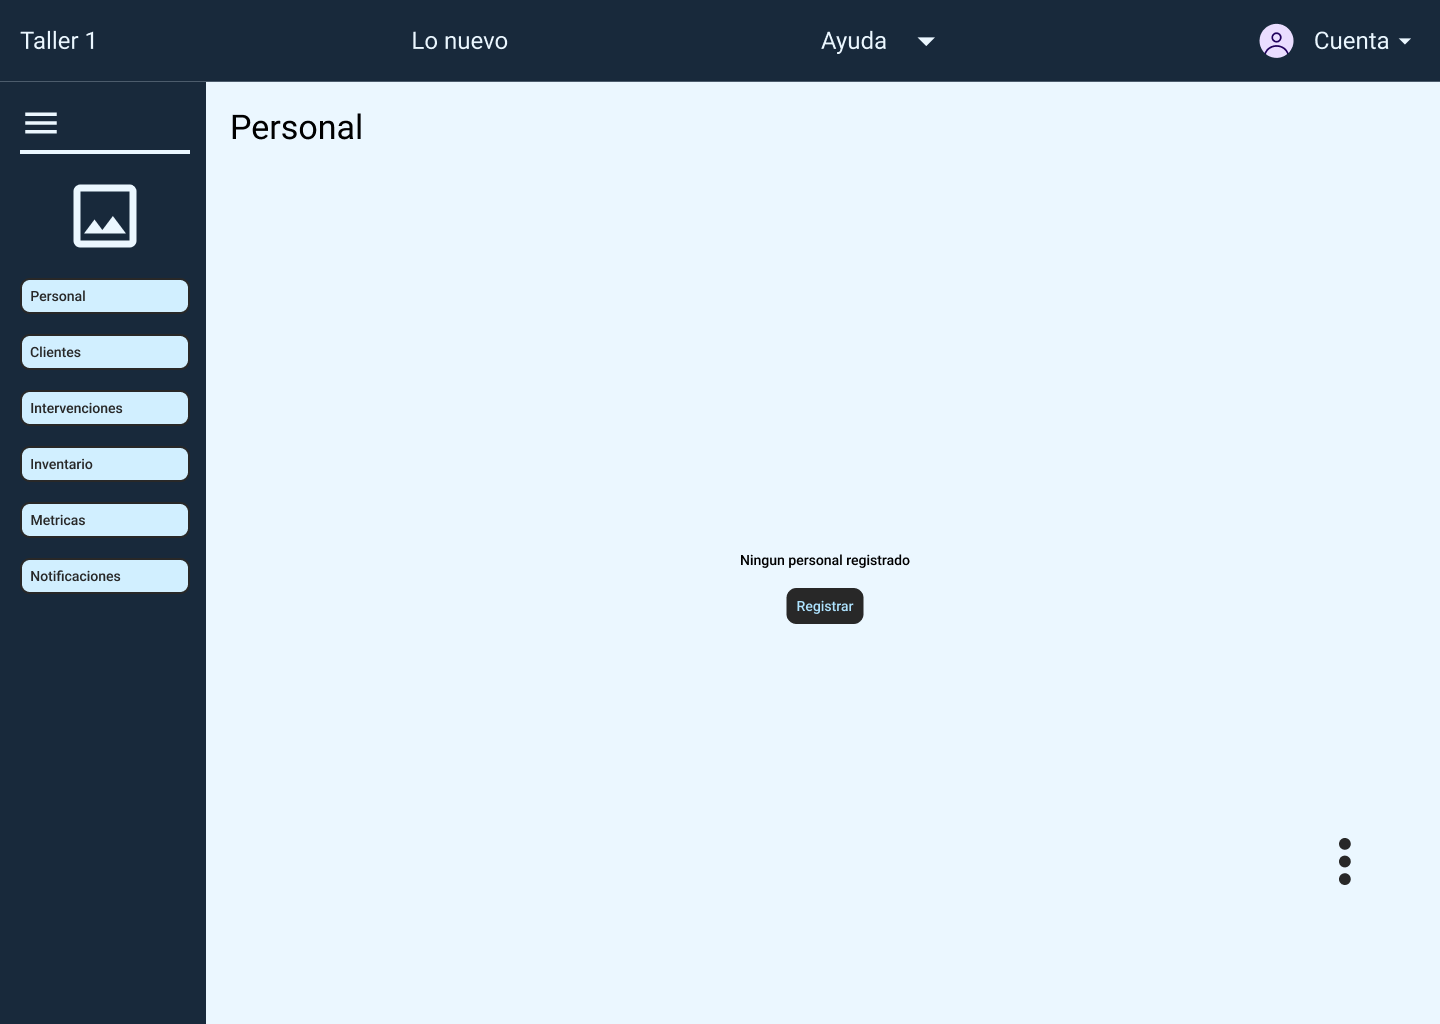 Taller 1
Lo nuevo
Ayuda
Cuenta
Personal
Personal
Clientes
Intervenciones
Inventario
Metricas
Notificaciones
Ningun personal registrado
Registrar